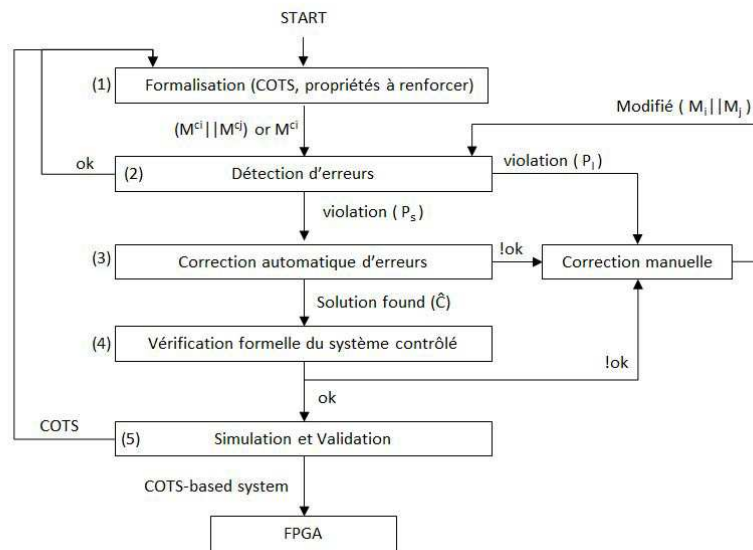 START
(1) Formalisation (COTS, propriétés à renforcer)
(M^ci||M^cj) or M^ci
Modifié ( M_i||M_j )
ok
(2) Détection d'erreurs
violation ( P_l )
violation ( P_s )
(3) Correction automatique d'erreurs
!ok
Correction manuelle
Solution found (Ĉ)
(4) Vérification formelle du système contrôlé
!ok
ok
COTS
(5) Simulation et Validation
COTS-based system
FPGA